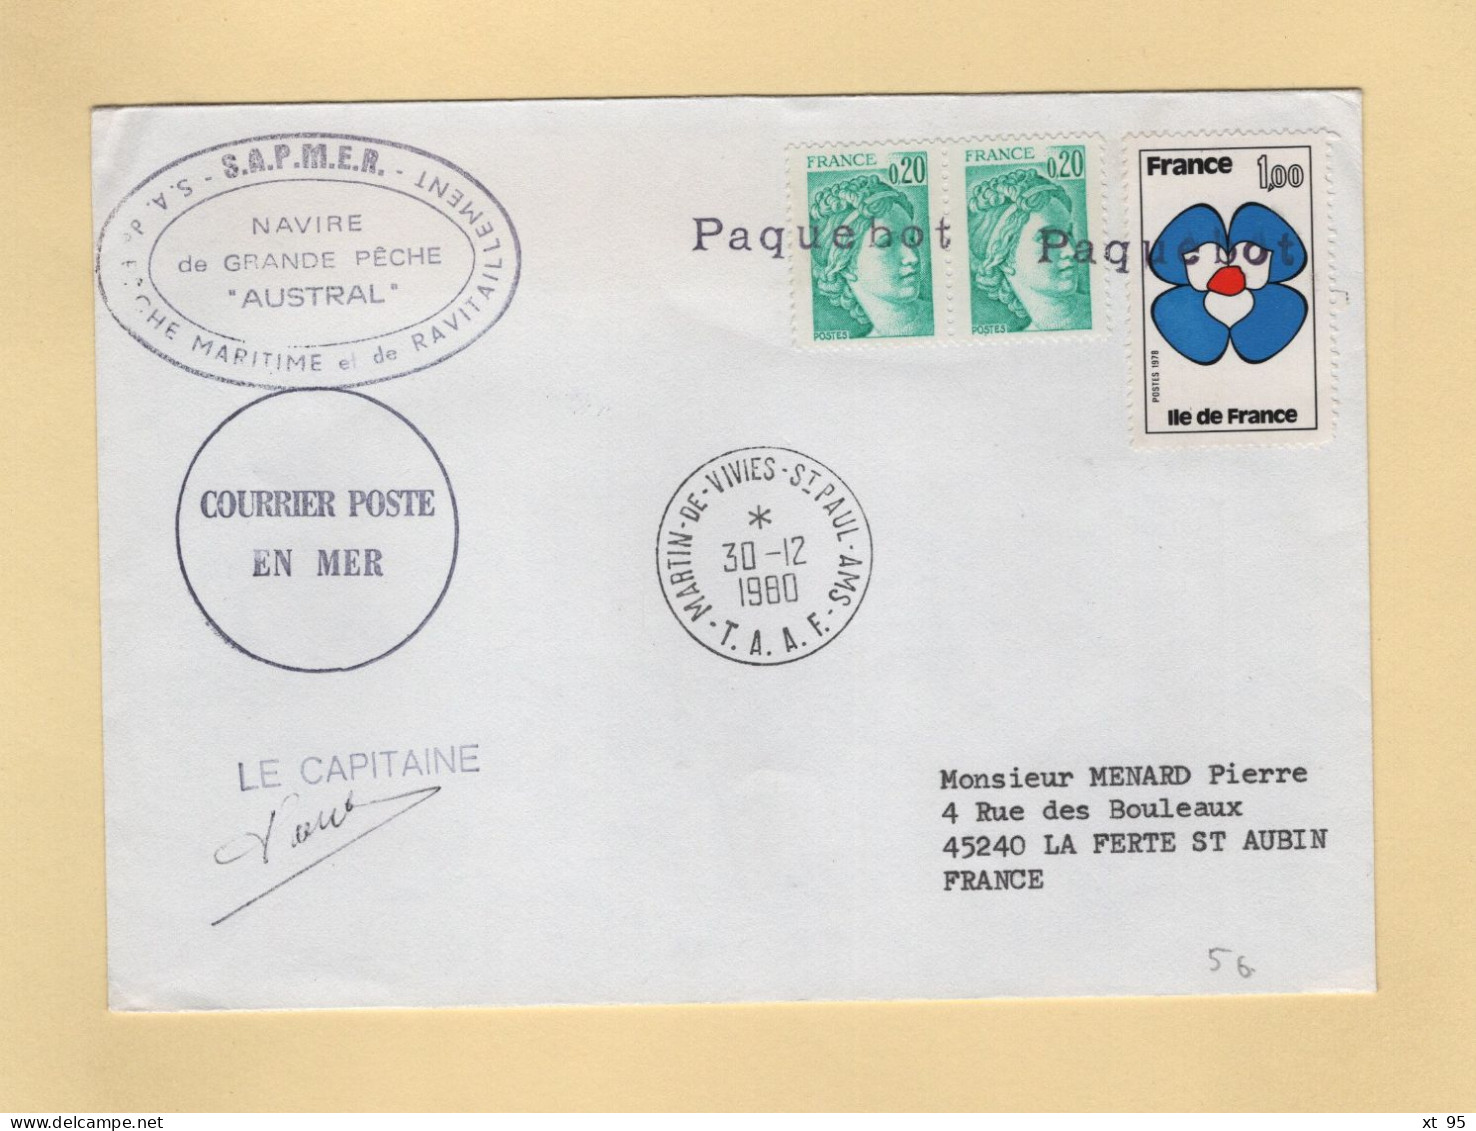 S.A.P.M.E.R. - S.A. de PECHE MARITIME et de RAVITAILLEMENT -
NAVIRE
de GRANDE PÊCHE
"AUSTRAL"
COURRIER POSTE
EN MER
LE CAPITAINE
FRANCE
0,20
POSTES
FRANCE
0,20
POSTES
France
1,00
POSTES 1978
Ile de France
Paquebot
Paquebot
MARTIN-DE-VIVIES-ST PAUL-AMS-
*
30-12
1980
T.A.A.F.
Monsieur MENARD Pierre
4 Rue des Bouleaux
45240 LA FERTE ST AUBIN
FRANCE
56
xt 95
delcampe.net